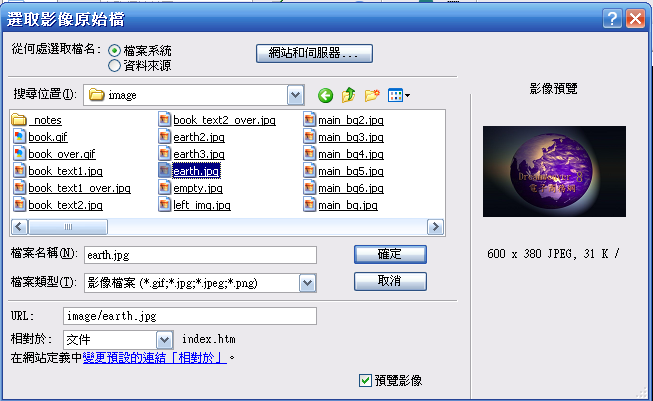 選取影像原始檔
從何處選取檔名: 檔案系統
資料來源
網站和伺服器...
搜尋位置(I): image
_notes
book.gif
book_over.gif
book_text1.jpg
book_text1_over.jpg
book_text2.jpg
book_text2_over.jpg
earth2.jpg
earth3.jpg
earth.jpg
empty.jpg
left_img.jpg
main_bg2.jpg
main_bg3.jpg
main_bg4.jpg
main_bg5.jpg
main_bg6.jpg
main_bg.jpg
檔案名稱(N): earth.jpg
確定
檔案類型(T): 影像檔案 (*.gif;*.jpg;*.jpeg;*.png)
取消
URL: image/earth.jpg
相對於: 文件 index.htm
在網站定義中變更預設的連結「相對於」。
預覽影像
影像預覽
Dreamweaver 8
600 x 380 JPEG, 31 K /